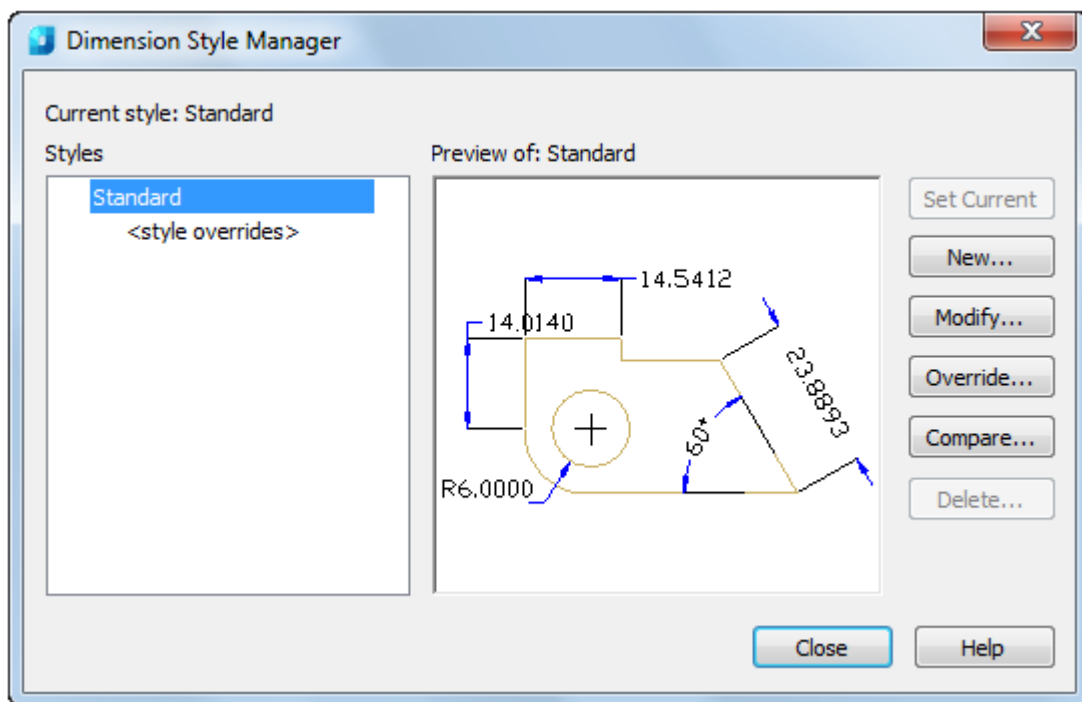 Dimension Style Manager
Current style: Standard
Styles
Preview of: Standard
Standard
<style overrides>
14.5412
14.0140
23.8893
60°
R6.0000
Set Current
New...
Modify...
Override...
Compare...
Delete...
Close
Help